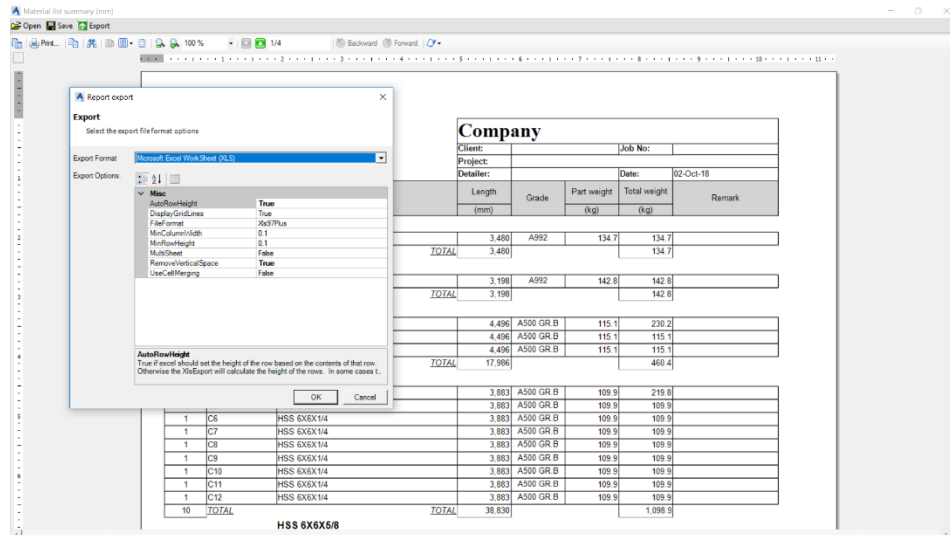 Material list summary (mm)
Open Save Export
Print... 100 % 1/4 Backward Forward
1 2 3 4 5 6 7 8 9 10 11
Report export
Export
Select the export file format options
Export Format Microsoft Excel WorkSheet (XLS)
Export Options:
Misc
AutoRowHeight True
DisplayGridLines True
FileFormat Xls97Plus
MinColumnWidth 0.1
MinRowHeight 0.1
MultiSheet False
RemoveVerticalSpace True
UseCellMerging False
AutoRowHeight
True if excel should set the height of the row based on the contents of that row.
Otherwise the XlsExport will calculate the height of the rows. In some cases t..
OK Cancel
Company
Client: Job No:
Project:
Detailer: Date: 02-Oct-18
Length Grade Part weight Total weight Remark
(mm) (kg) (kg)
3,480 A992 134.7 134.7
TOTAL 3,480 134.7
3,198 A992 142.8 142.8
TOTAL 3,198 142.8
4,496 A500 GR.B 115.1 230.2
4,496 A500 GR.B 115.1 115.1
4,496 A500 GR.B 115.1 115.1
TOTAL 17,986 460.4
3,883 A500 GR.B 109.9 219.8
3,883 A500 GR.B 109.9 109.9
1 C6 HSS 6X6X1/4 3,883 A500 GR.B 109.9 109.9
1 C7 HSS 6X6X1/4 3,883 A500 GR.B 109.9 109.9
1 C8 HSS 6X6X1/4 3,883 A500 GR.B 109.9 109.9
1 C9 HSS 6X6X1/4 3,883 A500 GR.B 109.9 109.9
1 C10 HSS 6X6X1/4 3,883 A500 GR.B 109.9 109.9
1 C11 HSS 6X6X1/4 3,883 A500 GR.B 109.9 109.9
1 C12 HSS 6X6X1/4 3,883 A500 GR.B 109.9 109.9
10 TOTAL TOTAL 38,830 1,098.9
HSS 6X6X5/8